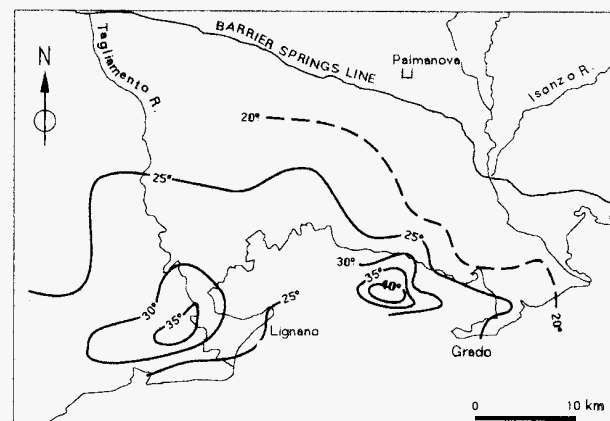 BARRIER SPRINGS LINE
Tagliamento R.
Palmanova
Isonzo R.
N
20°
25°
25°
30°
35°
40°
30°
35°
25°
20°
Lignano
Grado
0 10 km